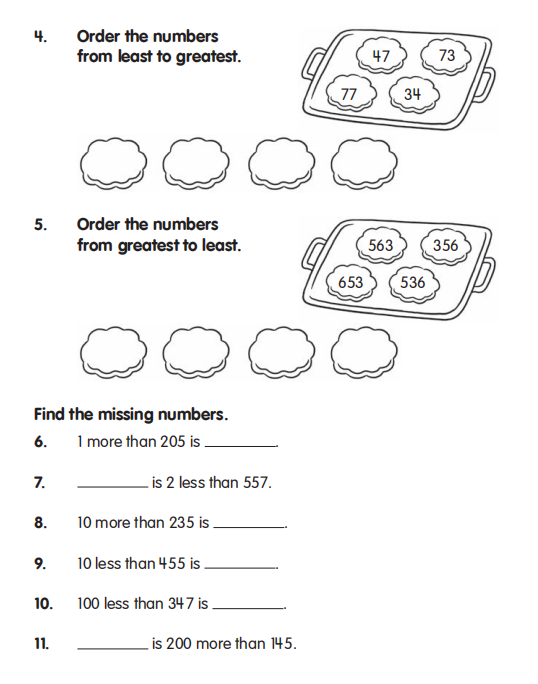 4. Order the numbers
from least to greatest.
47 73
77 34
5. Order the numbers
from greatest to least.
563 356
653 536
Find the missing numbers.
6. 1 more than 205 is ________.
7. ________ is 2 less than 557.
8. 10 more than 235 is ________.
9. 10 less than 455 is ________.
10. 100 less than 347 is ________.
11. ________ is 200 more than 145.